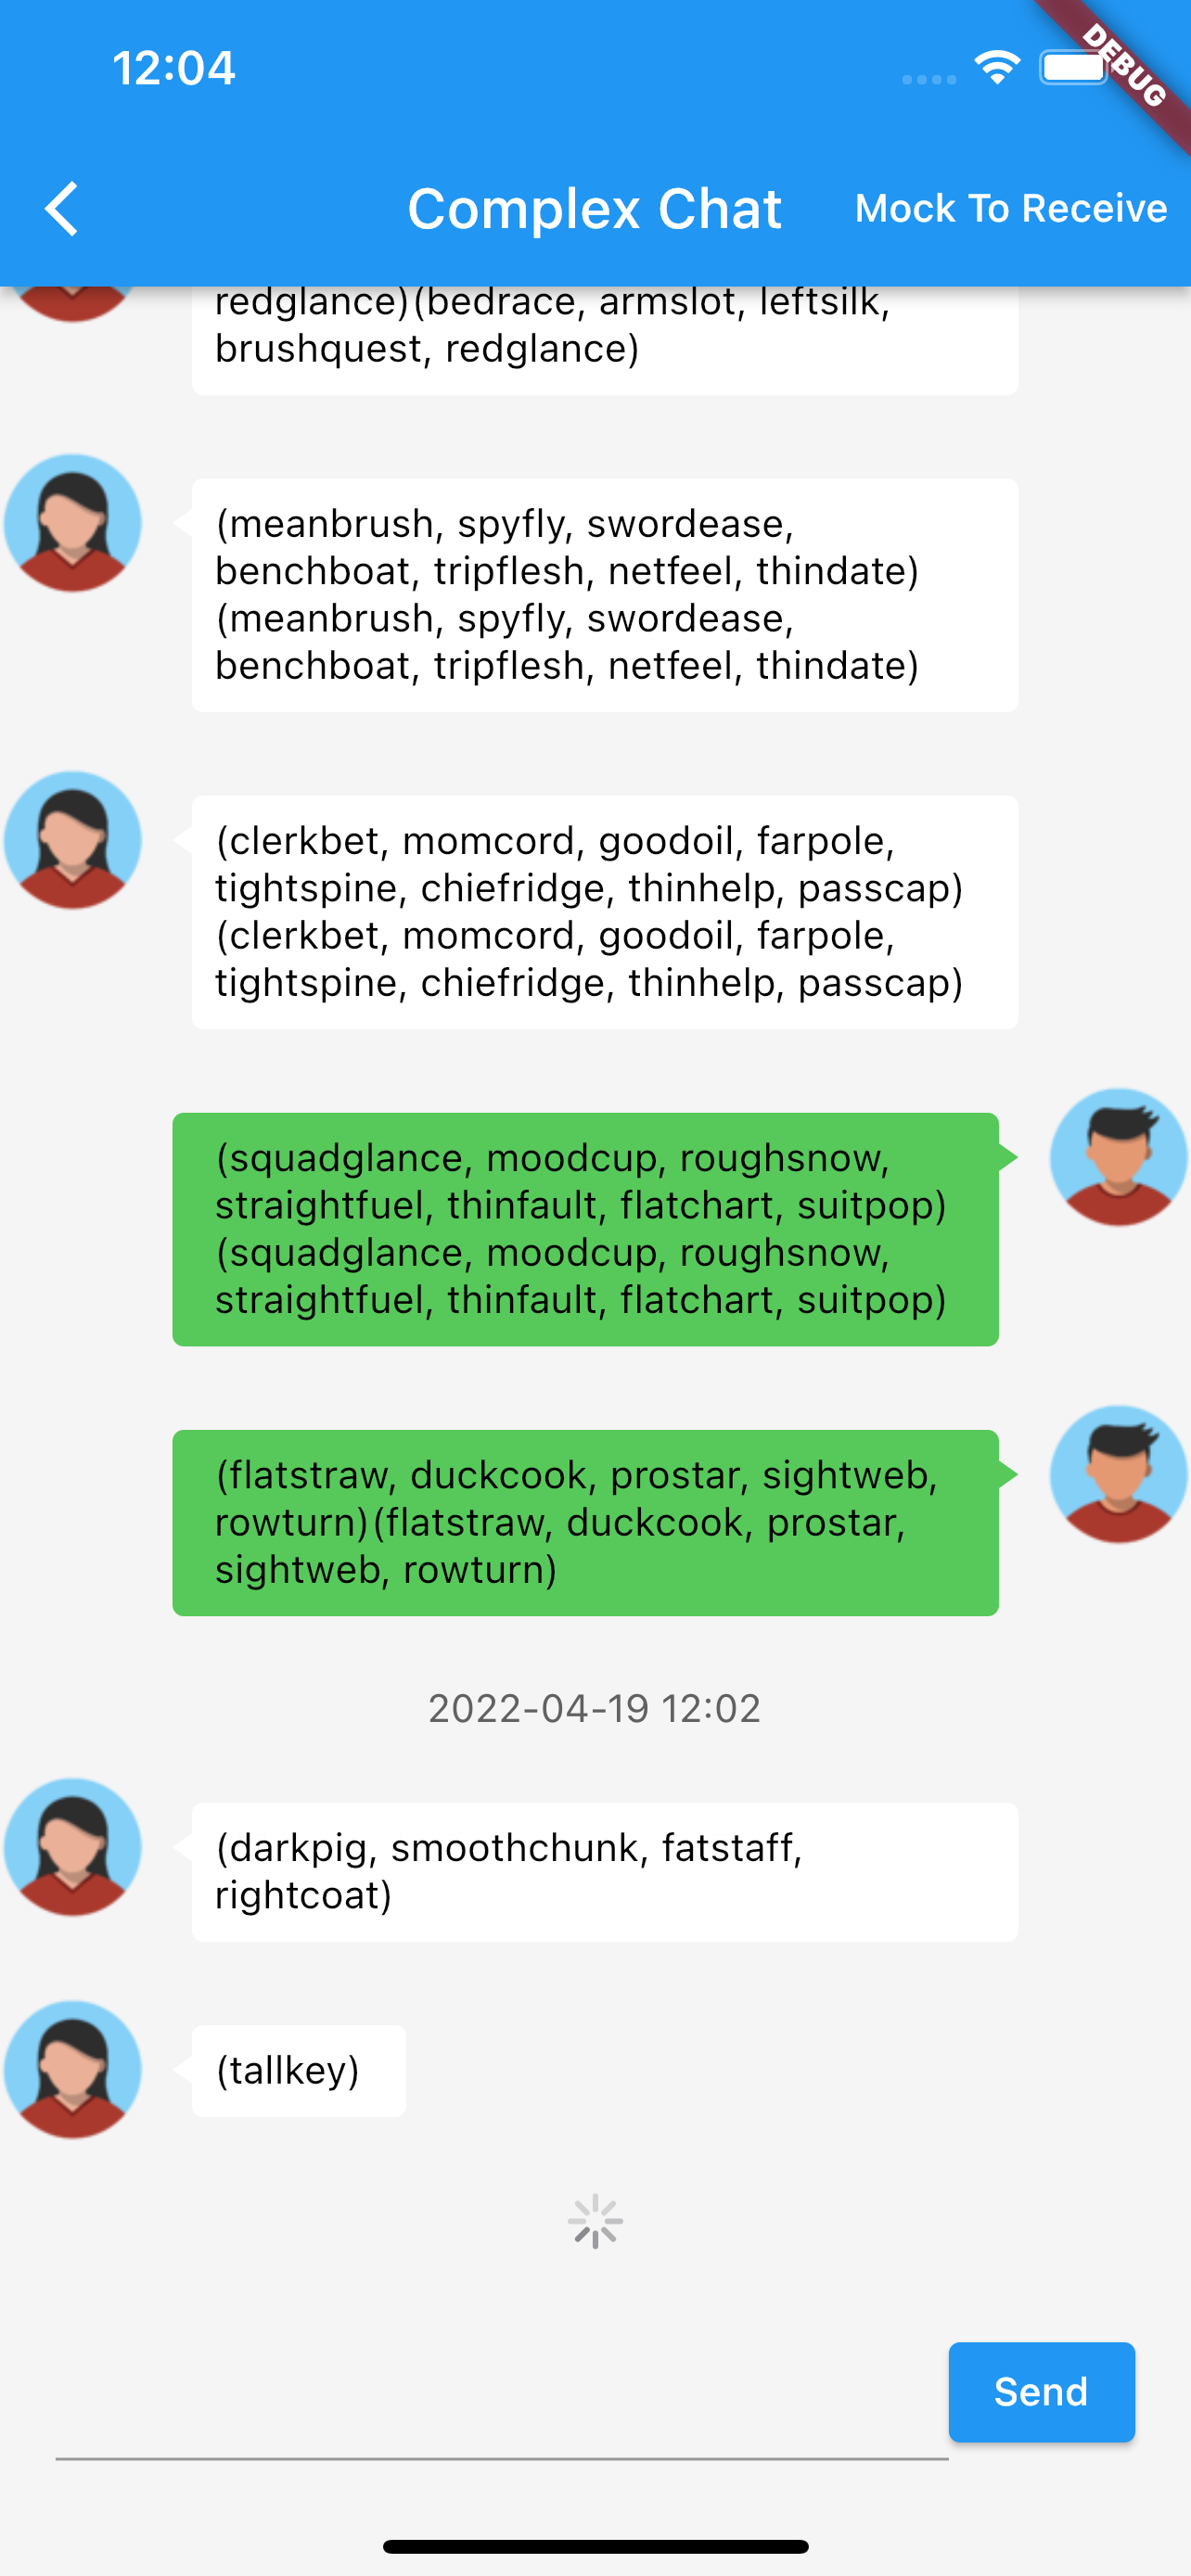 12:04
DEBUG
Complex Chat
Mock To Receive
redglance)(bedrace, armslot, leftsilk,
brushquest, redglance)
(meanbrush, spyfly, swordease,
benchboat, tripflesh, netfeel, thindate)
(meanbrush, spyfly, swordease,
benchboat, tripflesh, netfeel, thindate)
(clerkbet, momcord, goodoil, farpole,
tightspine, chiefridge, thinhelp, passcap)
(clerkbet, momcord, goodoil, farpole,
tightspine, chiefridge, thinhelp, passcap)
(squadglance, moodcup, roughsnow,
straightfuel, thinfault, flatchart, suitpop)
(squadglance, moodcup, roughsnow,
straightfuel, thinfault, flatchart, suitpop)
(flatstraw, duckcook, prostar, sightweb,
rowturn)(flatstraw, duckcook, prostar,
sightweb, rowturn)
2022-04-19 12:02
(darkpig, smoothchunk, fatstaff,
rightcoat)
(tallkey)
Send